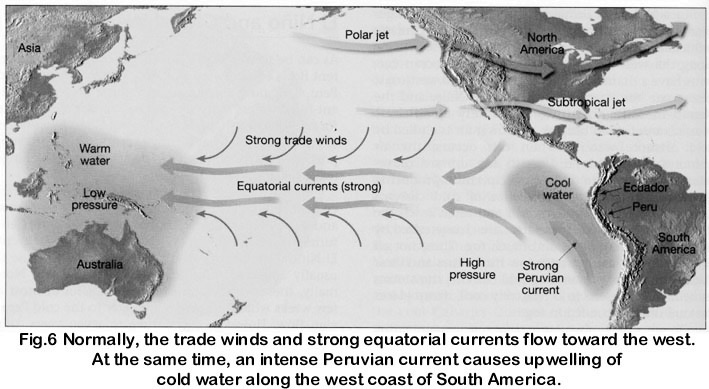 Asia
Polar jet
North
America
Subtropical jet
Strong trade winds
Warm
water
Equatorial currents (strong)
Low
pressure
Cool
water
Ecuador
Peru
South
America
Australia
High
pressure
Strong
Peruvian
current
Fig.6 Normally, the trade winds and strong equatorial currents flow toward the west.
At the same time, an intense Peruvian current causes upwelling of
cold water along the west coast of South America.